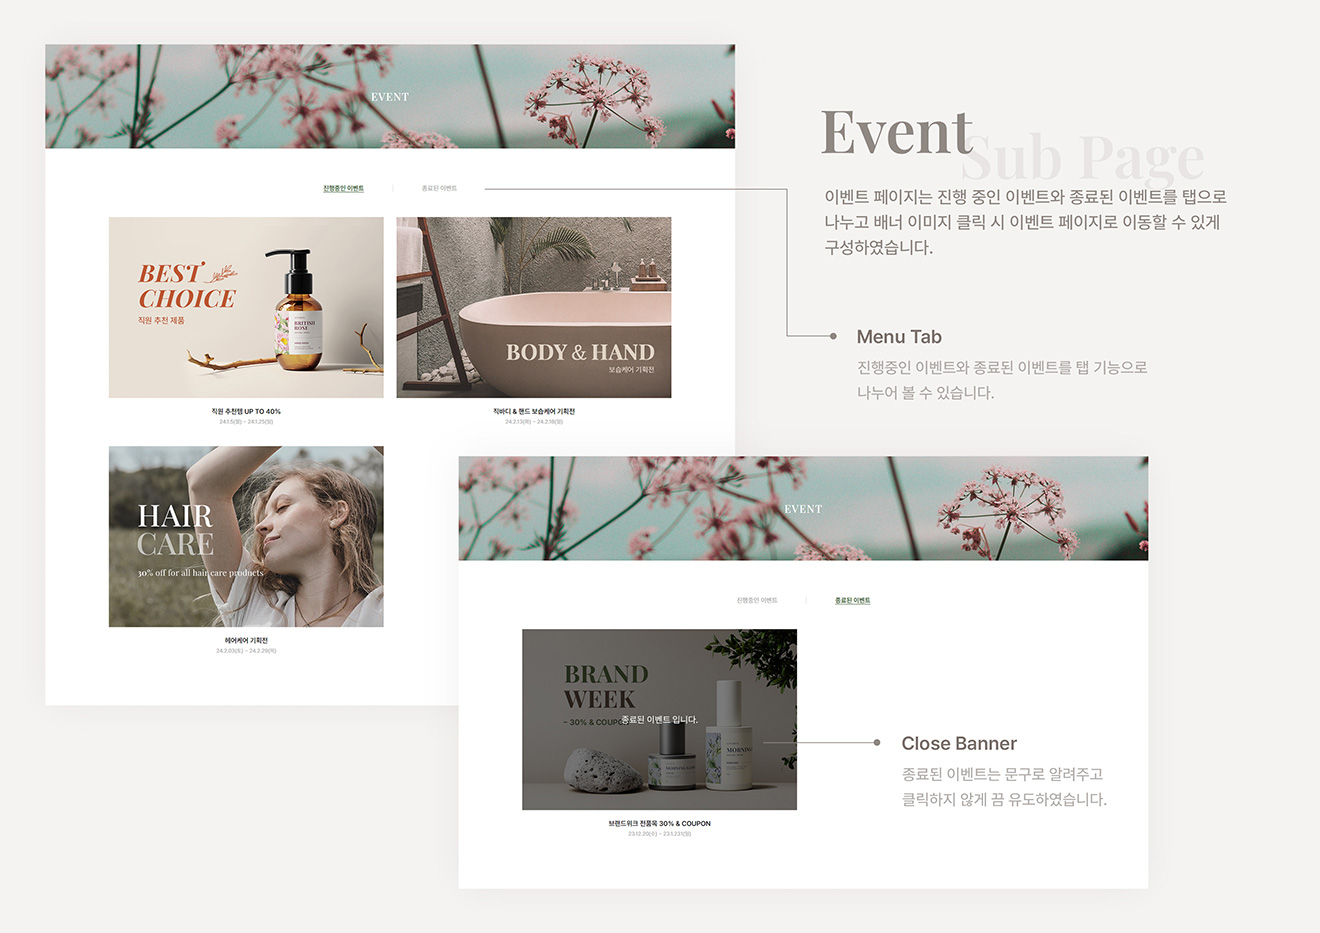 EVENT
진행중인 이벤트
종료된 이벤트
BEST
CHOICE
직원 추천 제품
BRITISH
ROSE
BODY & HAND
보습케어 기획전
직원 추천템 UP TO 40%
24.1.5(월) ~ 24.1.25(월)
직바디 & 핸드 보습케어 기획전
24.2.13(목) ~ 24.2.18(일)
HAIR
CARE
30% off for all hair care products
헤어케어 기획전
24.2.03(토) ~ 24.2.29(목)
Event
Sub Page
이벤트 페이지는 진행 중인 이벤트와 종료된 이벤트를 탭으로
나누고 배너 이미지 클릭 시 이벤트 페이지로 이동할 수 있게
구성하였습니다.
Menu Tab
진행중인 이벤트와 종료된 이벤트를 탭 기능으로
나누어 볼 수 있습니다.
EVENT
진행중인 이벤트
종료된 이벤트
BRAND
WEEK
~ 30% & COUPON
종료된 이벤트 입니다.
MORNING
브랜드위크 전품목 30% & COUPON
23.12.20(수) ~ 23.1.231(일)
Close Banner
종료된 이벤트는 문구로 알려주고
클릭하지 않게 끔 유도하였습니다.